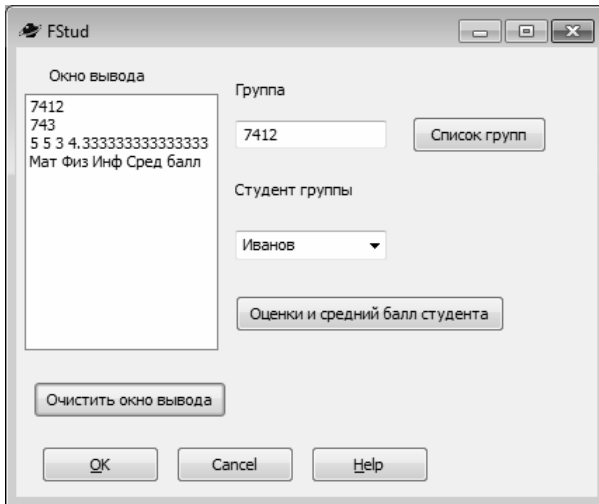 FStud
Окно вывода
7412
743
5 5 3 4.333333333333333
Мат Физ Инф Сред балл
Группа
7412
Список групп
Студент группы
Иванов
Оценки и средний балл студента
Очистить окно вывода
OK
Cancel
Help